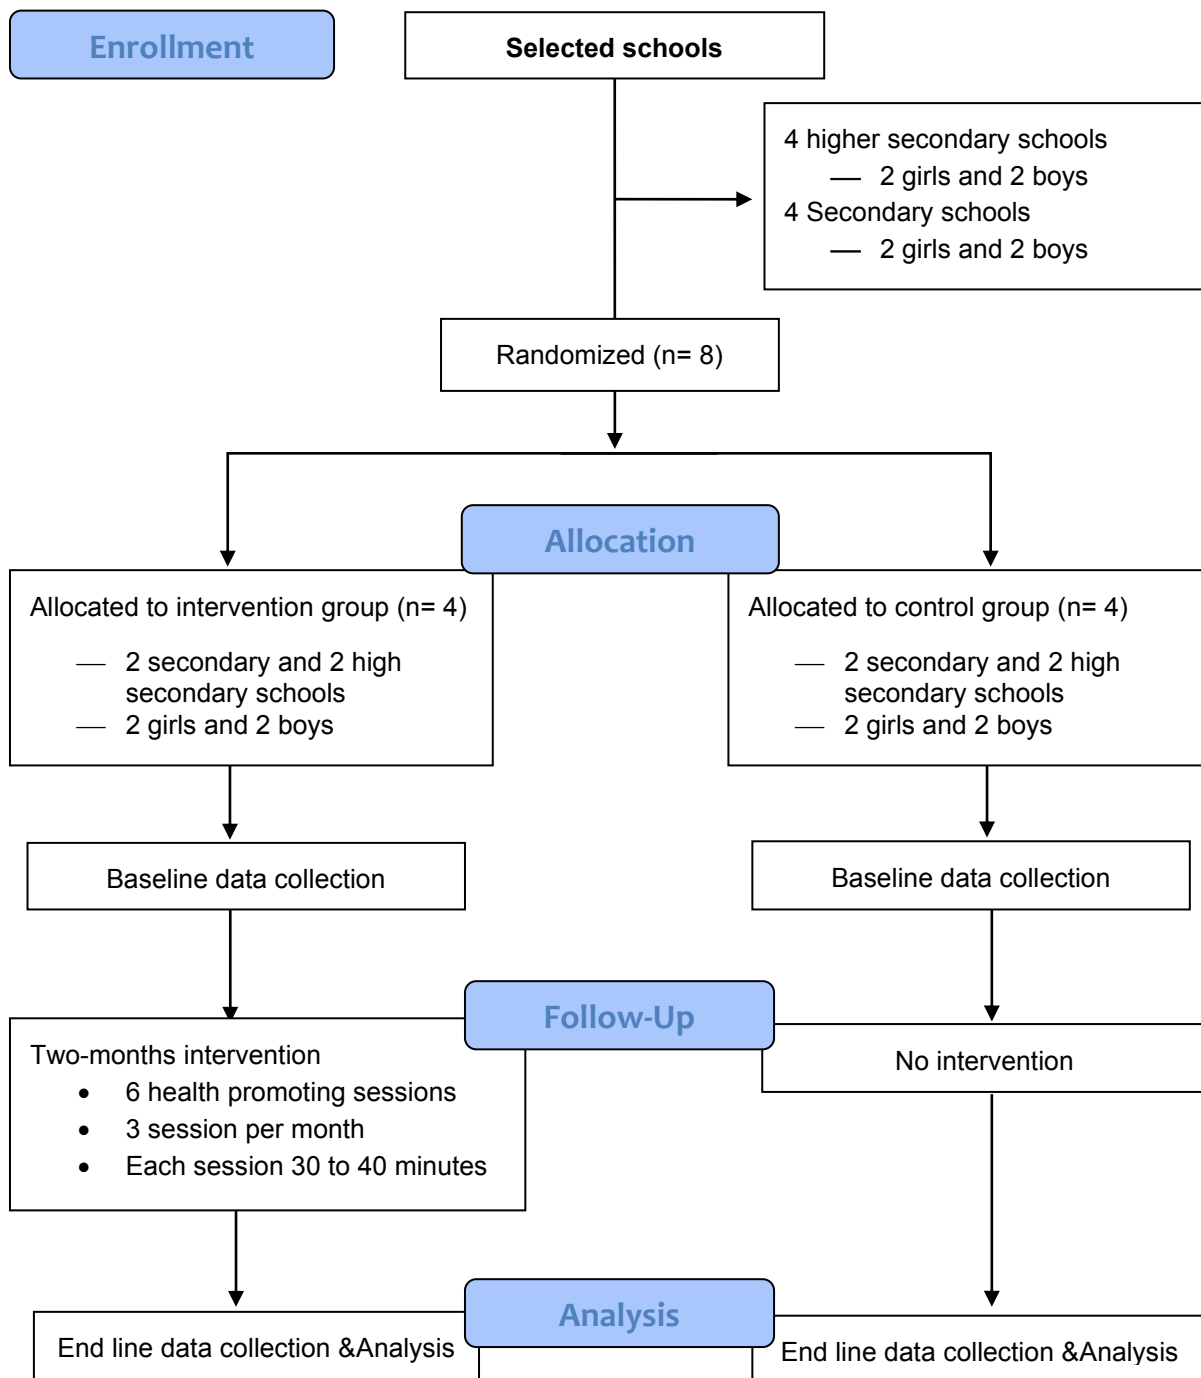 Enrollment
Selected schools
4 higher secondary schools
— 2 girls and 2 boys
4 Secondary schools
— 2 girls and 2 boys
Randomized (n= 8)
Allocation
Allocated to intervention group (n= 4)
— 2 secondary and 2 high
secondary schools
— 2 girls and 2 boys
Allocated to control group (n= 4)
— 2 secondary and 2 high
secondary schools
— 2 girls and 2 boys
Baseline data collection
Baseline data collection
Follow-Up
Two-months intervention
• 6 health promoting sessions
• 3 session per month
• Each session 30 to 40 minutes
No intervention
Analysis
End line data collection &Analysis
End line data collection &Analysis